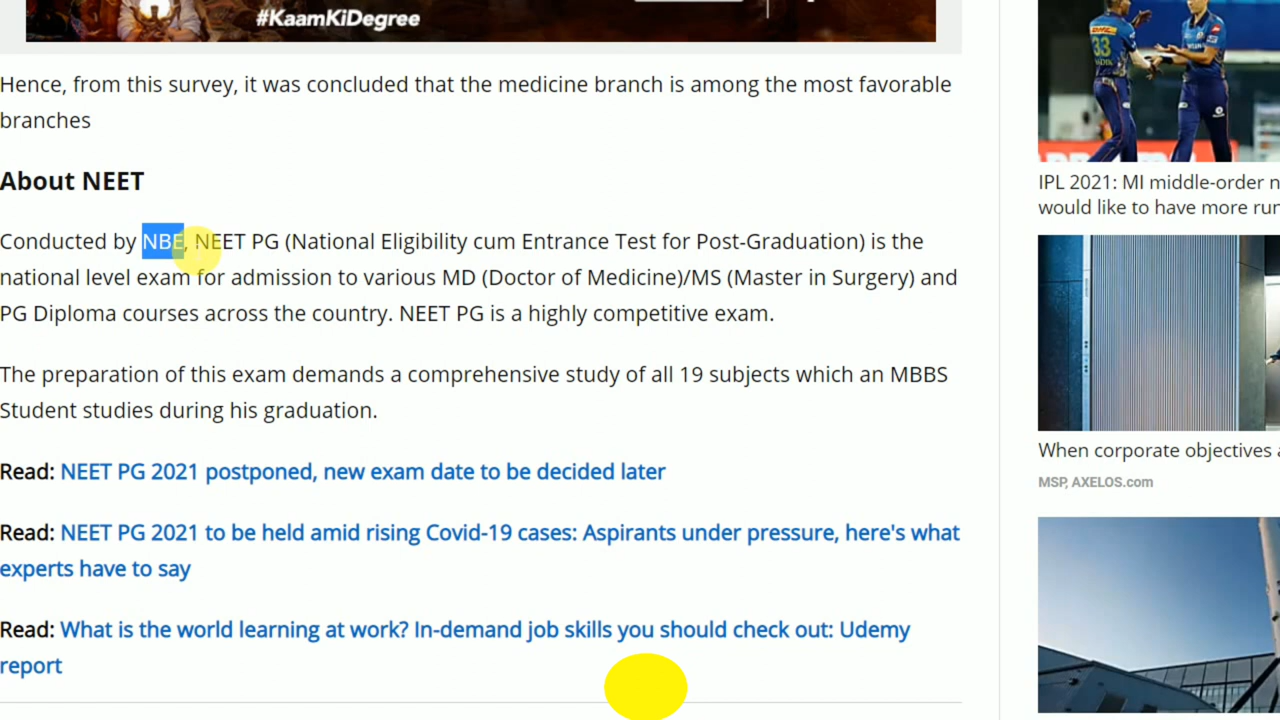 #KaamKiDegree
Hence, from this survey, it was concluded that the medicine branch is among the most favorable
branches
About NEET
Conducted by NBE, NEET PG (National Eligibility cum Entrance Test for Post-Graduation) is the
national level exam for admission to various MD (Doctor of Medicine)/MS (Master in Surgery) and
PG Diploma courses across the country. NEET PG is a highly competitive exam.
The preparation of this exam demands a comprehensive study of all 19 subjects which an MBBS
Student studies during his graduation.
Read: NEET PG 2021 postponed, new exam date to be decided later
Read: NEET PG 2021 to be held amid rising Covid-19 cases: Aspirants under pressure, here's what
experts have to say
Read: What is the world learning at work? In-demand job skills you should check out: Udemy
report
DHL
33
IPL 2021: MI middle-order n
would like to have more run
When corporate objectives a
MSP, AXELOS.com